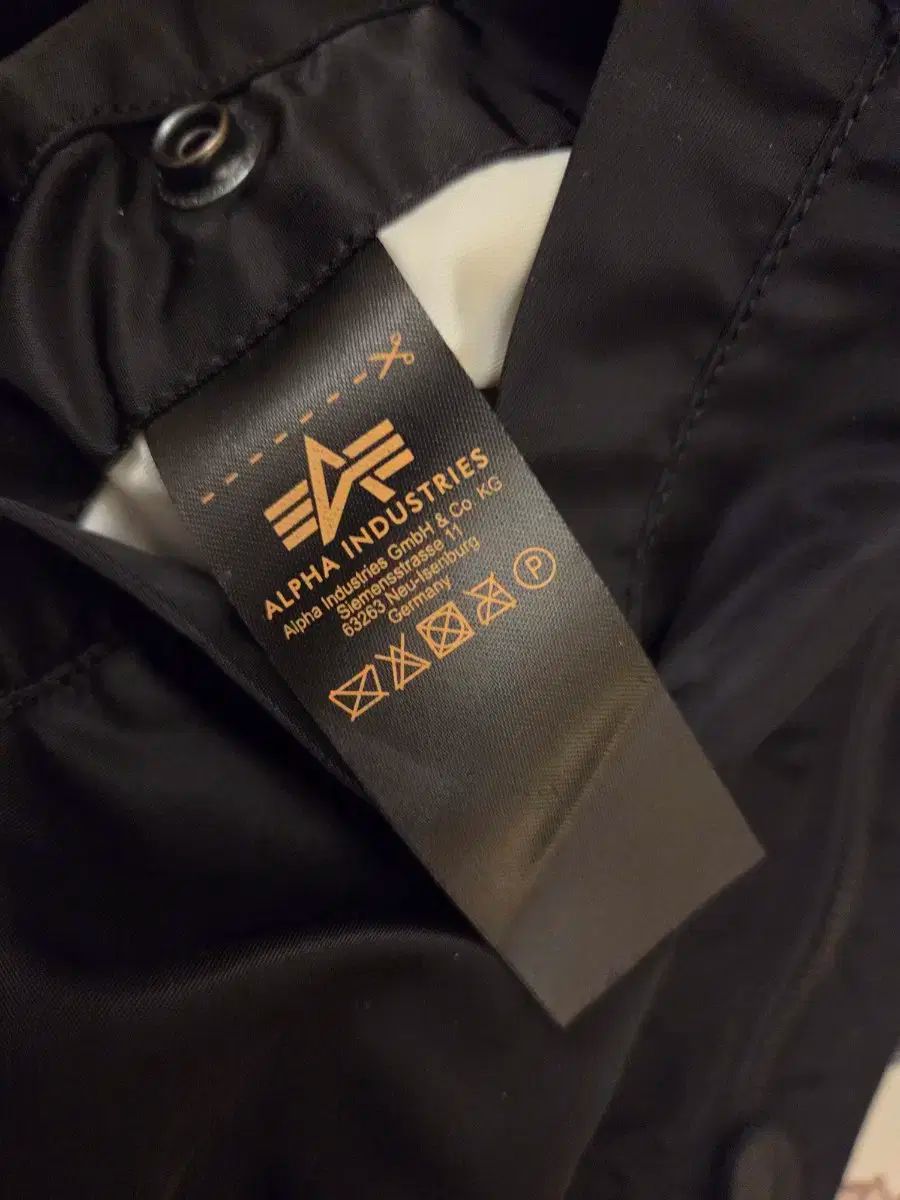 ALPHA INDUSTRIES
Alpha Industries GmbH & Co KG
Siemensstrasse 11
63263 Neu-Isenburg
Germany
P